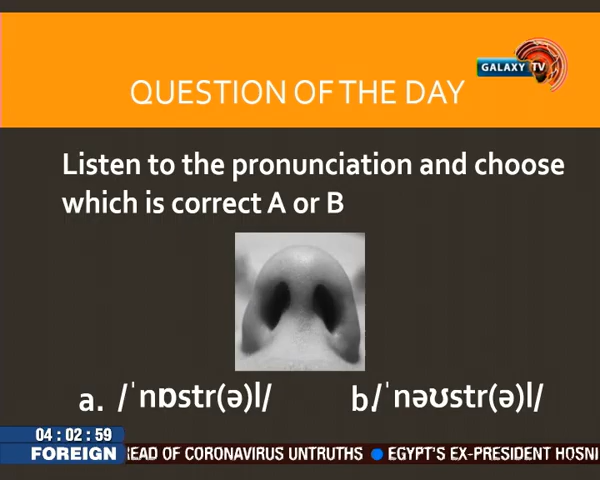 GALAXY TV
QUESTION OF THE DAY
Listen to the pronunciation and choose
which is correct A or B
a. /ˈnɒstr(ə)l/
b./ˈnəʊstr(ə)l/
04:02:59
FOREIGN
READ OF CORONAVIRUS UNTRUTHS
EGYPT'S EX-PRESIDENT HOSNI